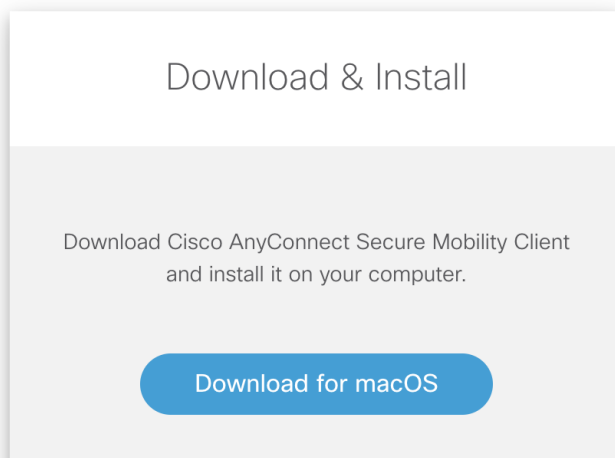 Download & Install
Download Cisco AnyConnect Secure Mobility Client
and install it on your computer.
Download for macOS